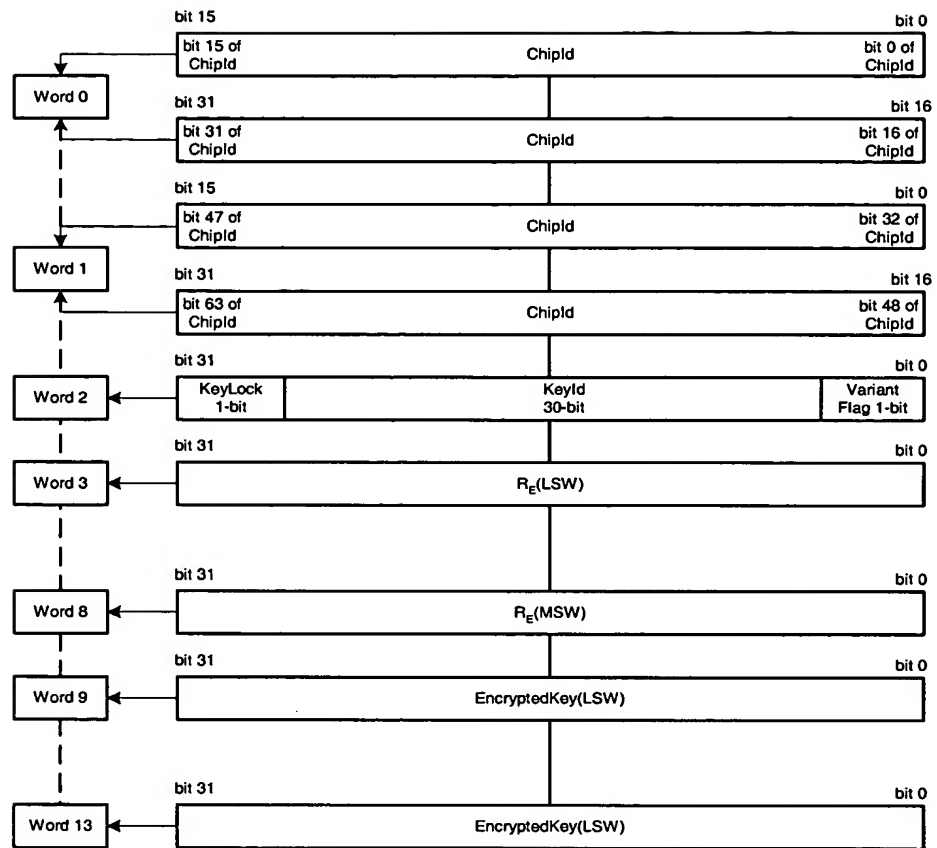 bit 15 bit 0
bit 15 of ChipId ChipId bit 0 of ChipId
Word 0
bit 31 bit 16
bit 31 of ChipId ChipId bit 16 of ChipId
bit 15 bit 0
bit 47 of ChipId ChipId bit 32 of ChipId
Word 1
bit 31 bit 16
bit 63 of ChipId ChipId bit 48 of ChipId
bit 31 bit 0
Word 2
KeyLock 1-bit KeyId 30-bit Variant Flag 1-bit
bit 31 bit 0
Word 3 R_E(LSW)
bit 31 bit 0
Word 8 R_E(MSW)
bit 31 bit 0
Word 9 EncryptedKey(LSW)
bit 31 bit 0
Word 13 EncryptedKey(LSW)